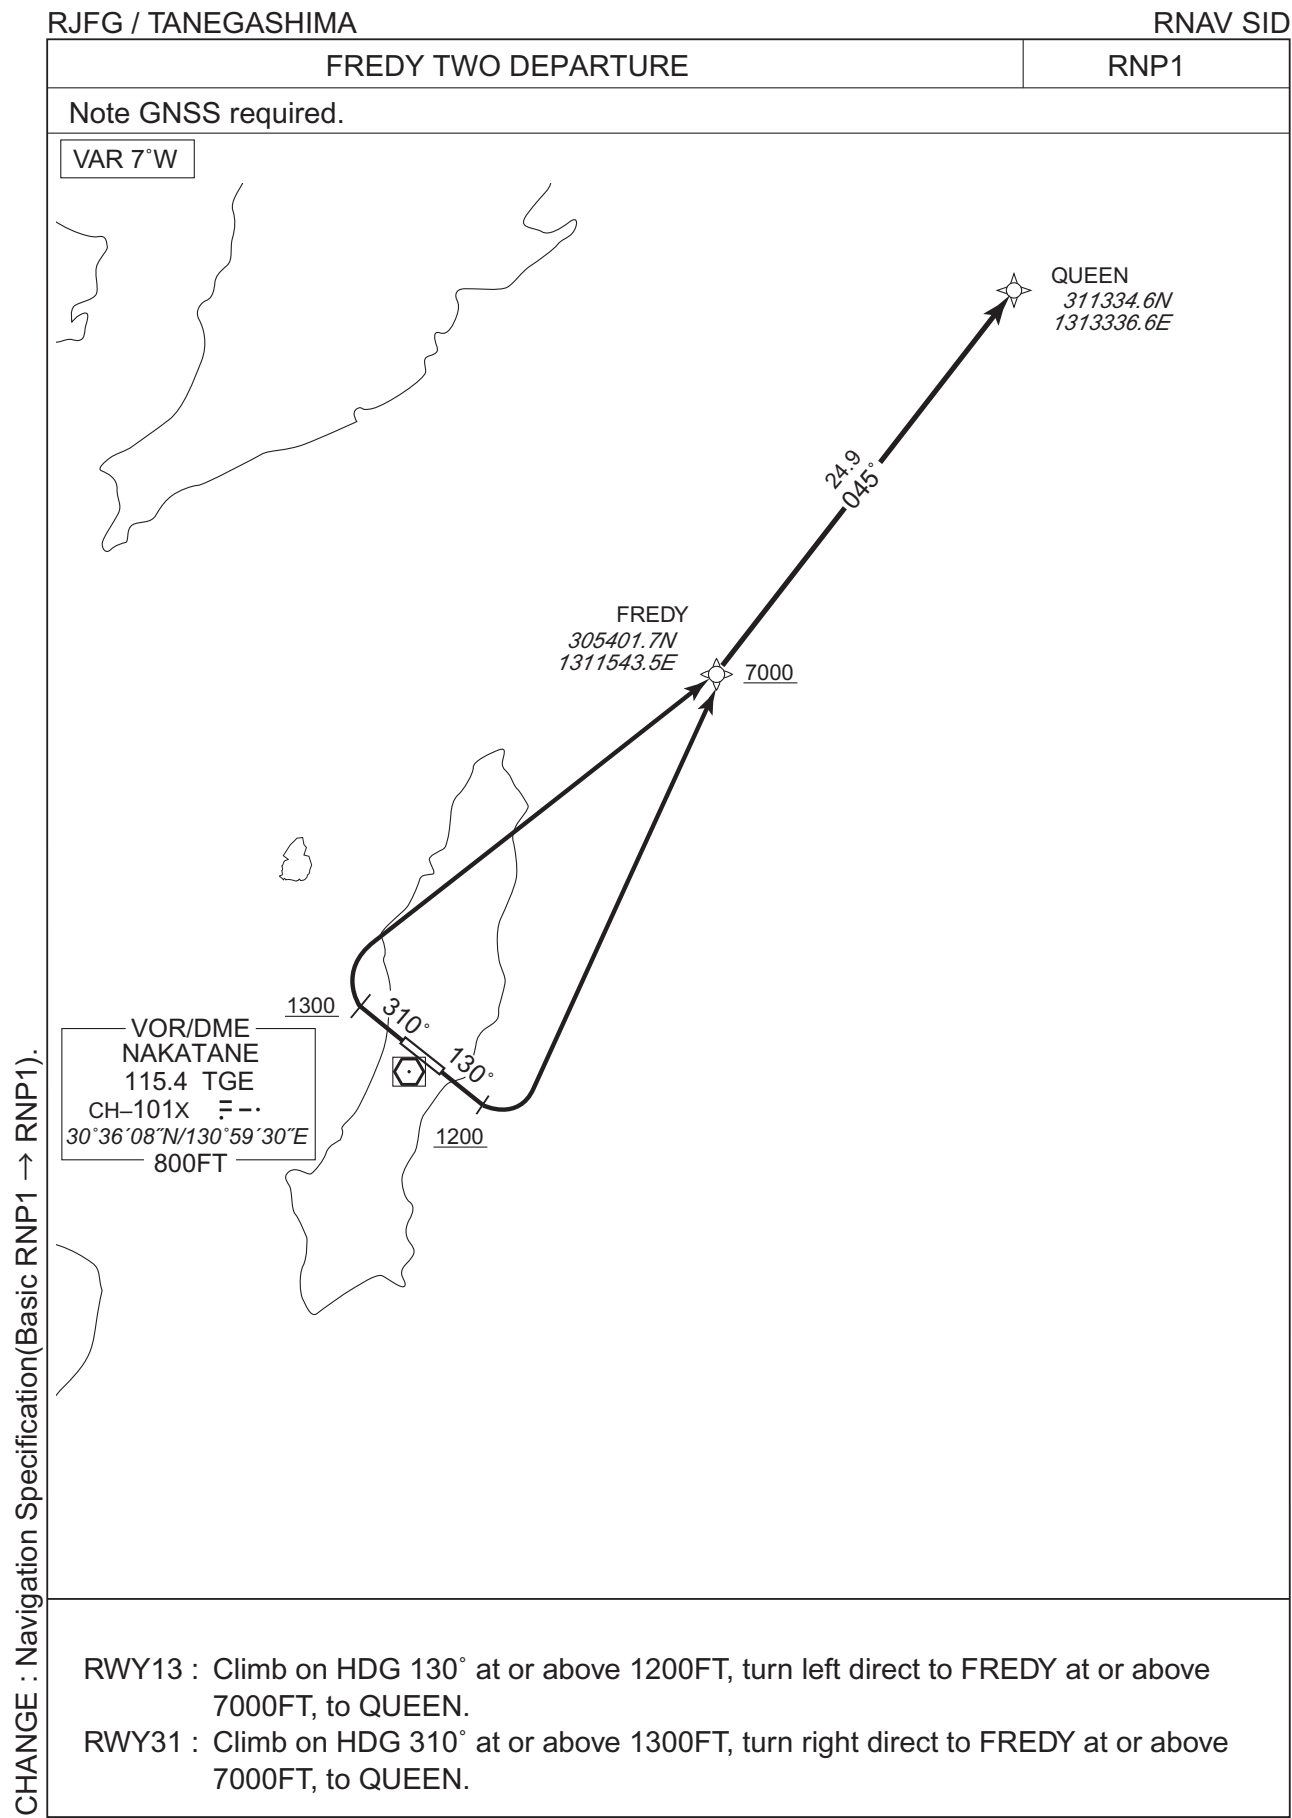 RJFG / TANEGASHIMA
RNAV SID
FREDY TWO DEPARTURE
RNP1
Note GNSS required.
VAR 7˚W
QUEEN
311334.6N
1313336.6E
24.9
045˚
FREDY
305401.7N
1311543.5E
7000
1300
310˚
130˚
1200
VOR/DME
NAKATANE
115.4 TGE
CH–101X
30˚36´08˝N/130˚59´30˝E
800FT
RWY13 : Climb on HDG 130˚ at or above 1200FT, turn left direct to FREDY at or above
7000FT, to QUEEN.
RWY31 : Climb on HDG 310˚ at or above 1300FT, turn right direct to FREDY at or above
7000FT, to QUEEN.
CHANGE : Navigation Specification(Basic RNP1 → RNP1).